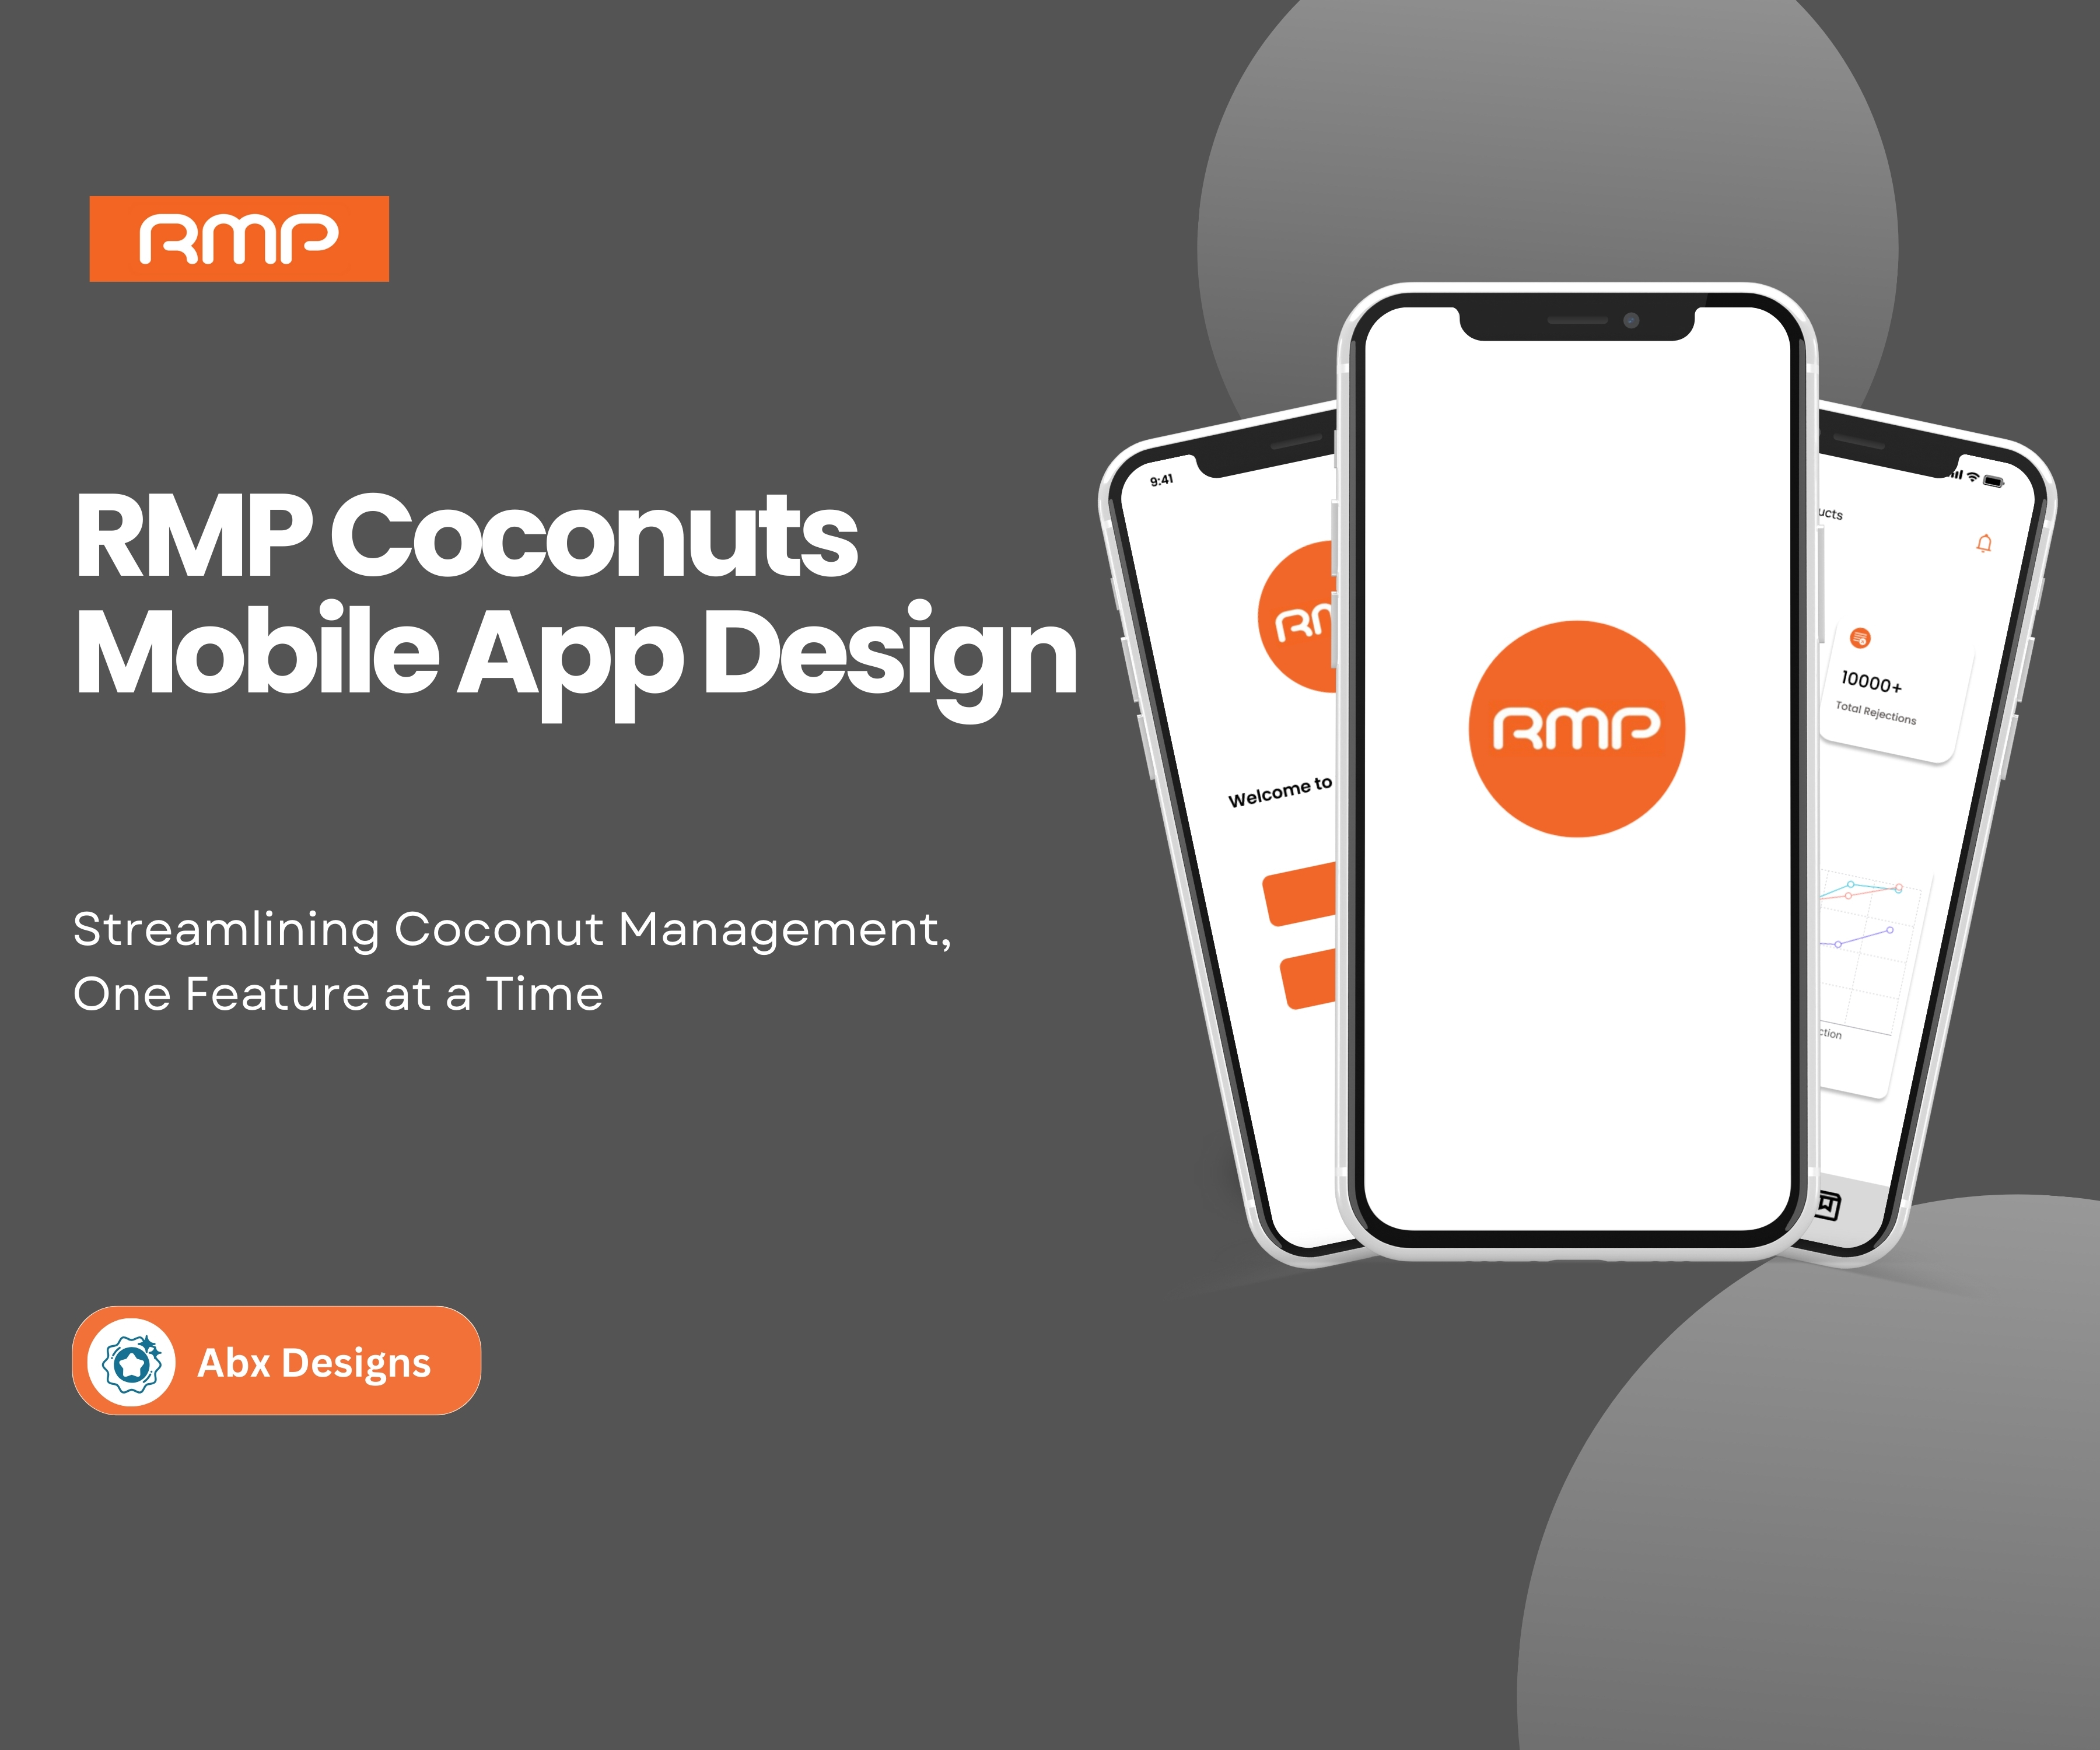 RMP
RMP Coconuts
Mobile App Design
Streamlining Coconut Management,
One Feature at a Time
Abx Designs
9:41
Welcome to
RMP
10000+
Total Rejections